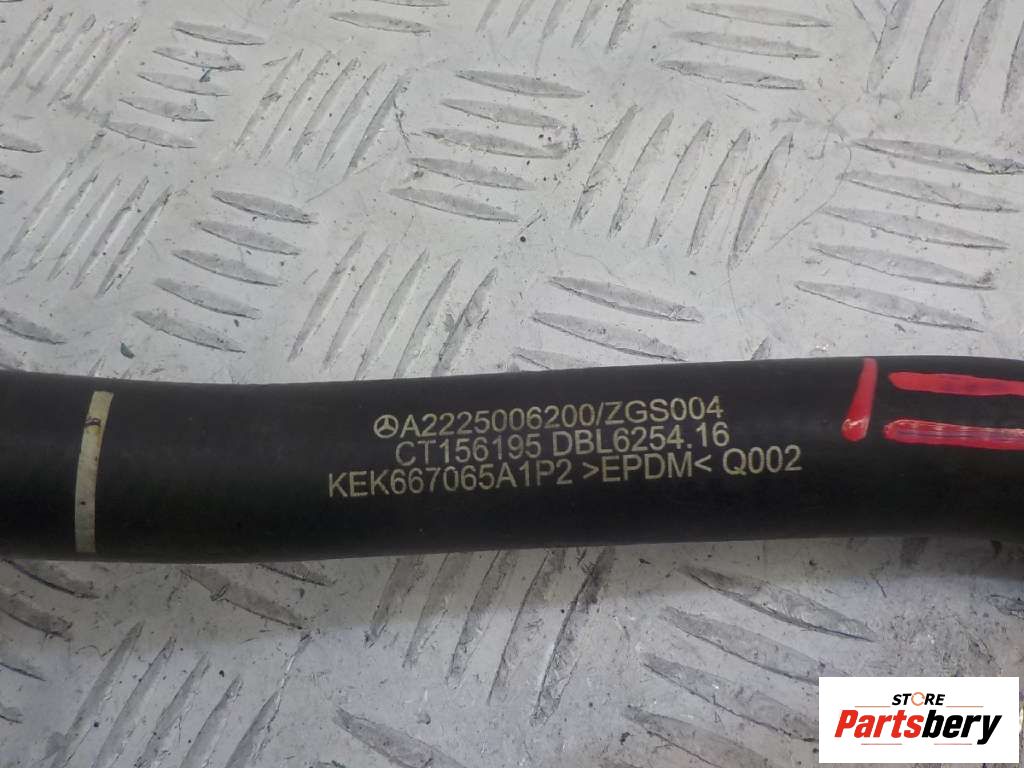 A2225006200/ZGS004
CT156195 DBL6254.16
KEK667065A1P2 >EPDM< Q002
STORE
Partsbery